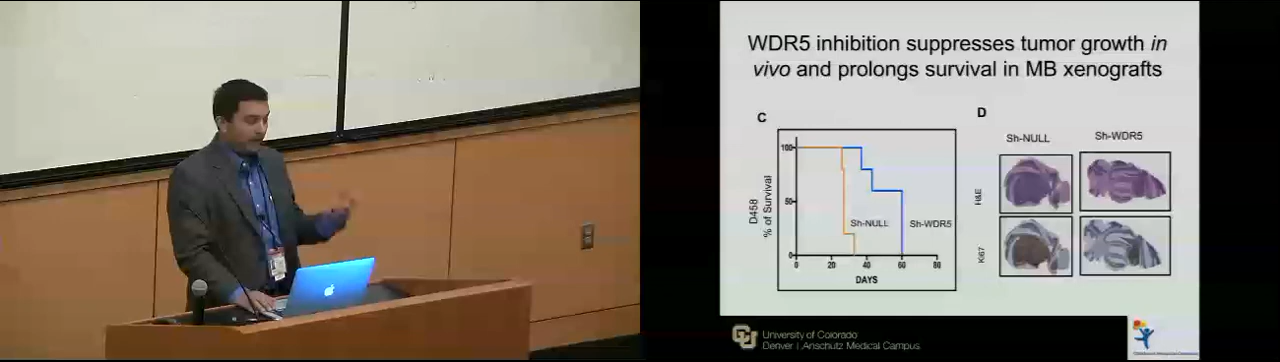 WDR5 inhibition suppresses tumor growth in
vivo and prolongs survival in MB xenografts
C
D
Sh-NULL
Sh-WDR5
D458
% of Survival
100
50
0
Sh-NULL
Sh-WDR5
0
20
40
60
80
DAYS
H&E
Ki67
CU
University of Colorado
Denver | Anschutz Medical Campus